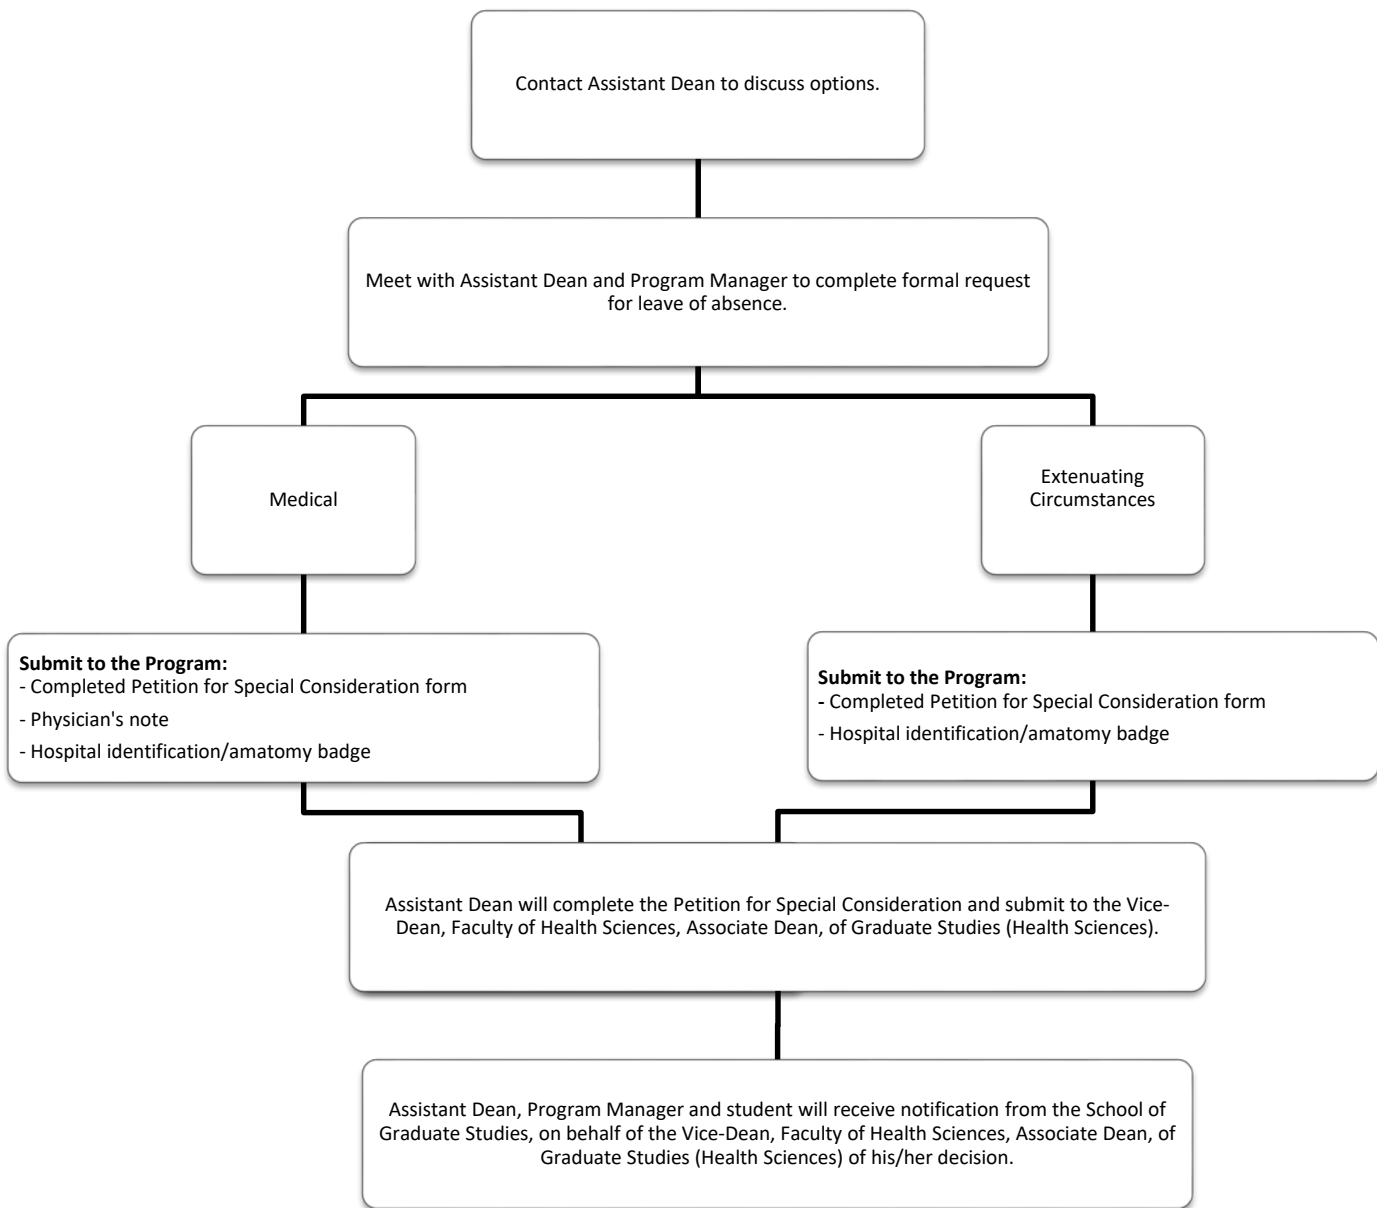 Contact Assistant Dean to discuss options.
Meet with Assistant Dean and Program Manager to complete formal request
for leave of absence.
Medical
Extenuating
Circumstances
Submit to the Program:
- Completed Petition for Special Consideration form
- Physician's note
- Hospital identification/amatomy badge
Submit to the Program:
- Completed Petition for Special Consideration form
- Hospital identification/amatomy badge
Assistant Dean will complete the Petition for Special Consideration and submit to the Vice-
Dean, Faculty of Health Sciences, Associate Dean, of Graduate Studies (Health Sciences).
Assistant Dean, Program Manager and student will receive notification from the School of
Graduate Studies, on behalf of the Vice-Dean, Faculty of Health Sciences, Associate Dean, of
Graduate Studies (Health Sciences) of his/her decision.